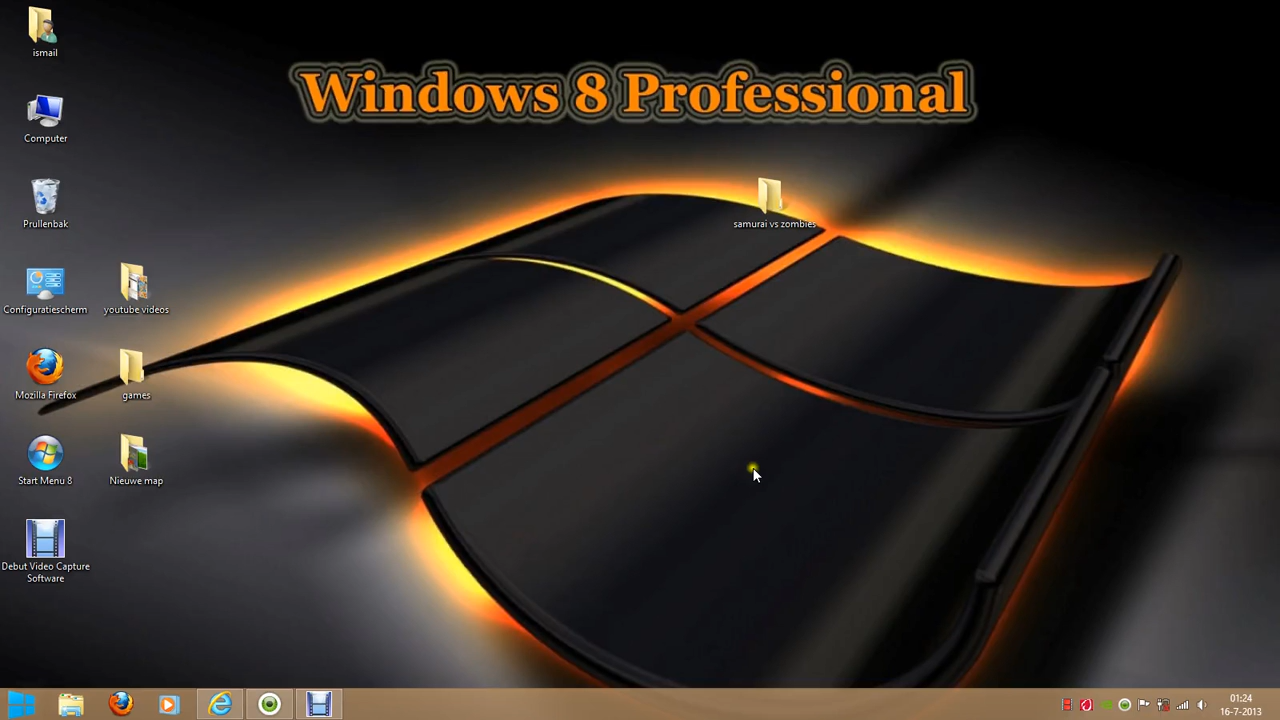 Windows 8 Professional
ismail
Computer
Prullenbak
samurai vs zombies
Configuratiescherm
youtube videos
Mozilla Firefox
games
Start Menu 8
Nieuwe map
Debut Video Capture
Software
01:24
16-7-2013